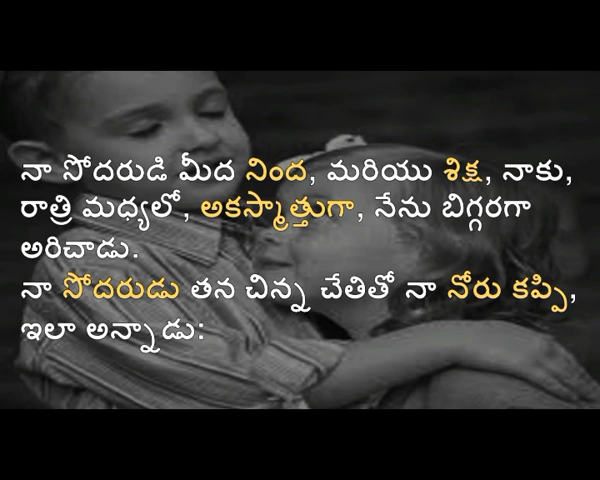 నా సోదరుడి మీద నింద, మరియు శిక్ష, నాకు,
రాత్రి మధ్యలో, అకస్మాత్తుగా, నేను బిగ్గరగా
అరిచాడు.
నా సోదరుడు తన చిన్న చేతితో నా నోరు కప్పి,
ఇలా అన్నాడు: